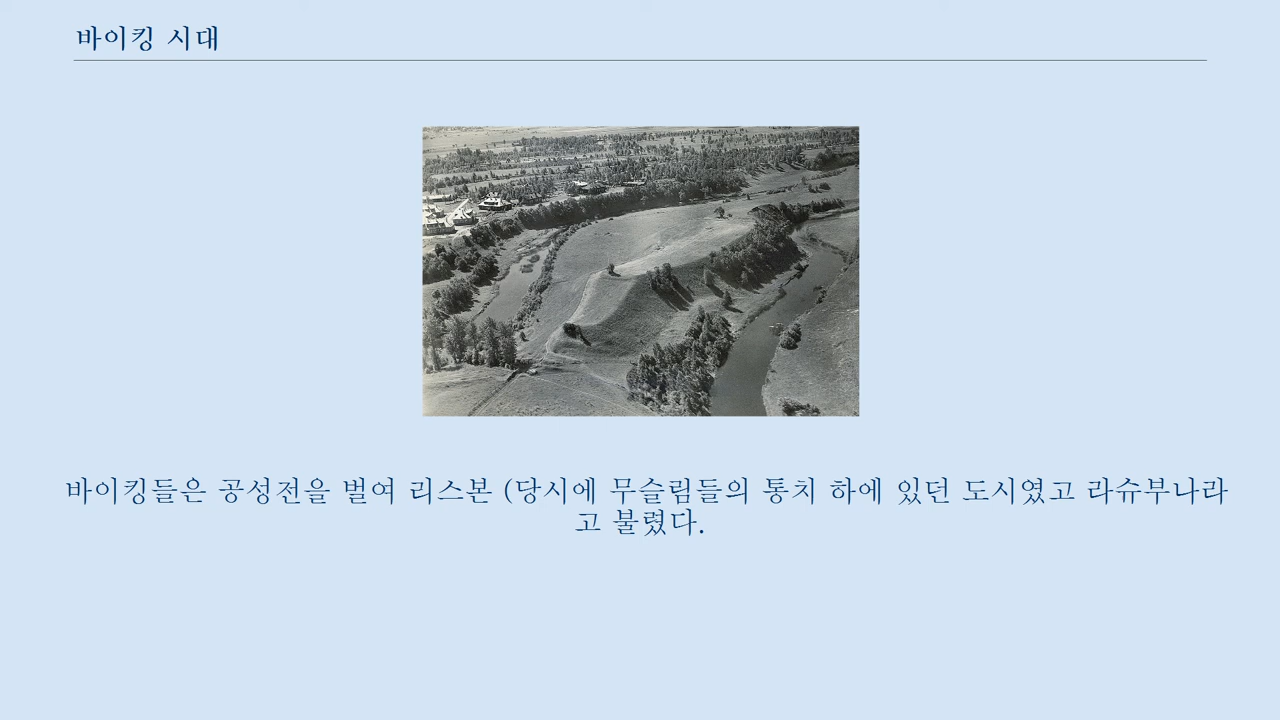 바이킹 시대
바이킹들은 공성전을 벌여 리스본 (당시에 무슬림들의 통치 하에 있던 도시였고 라슈부나라
고 불렸다.